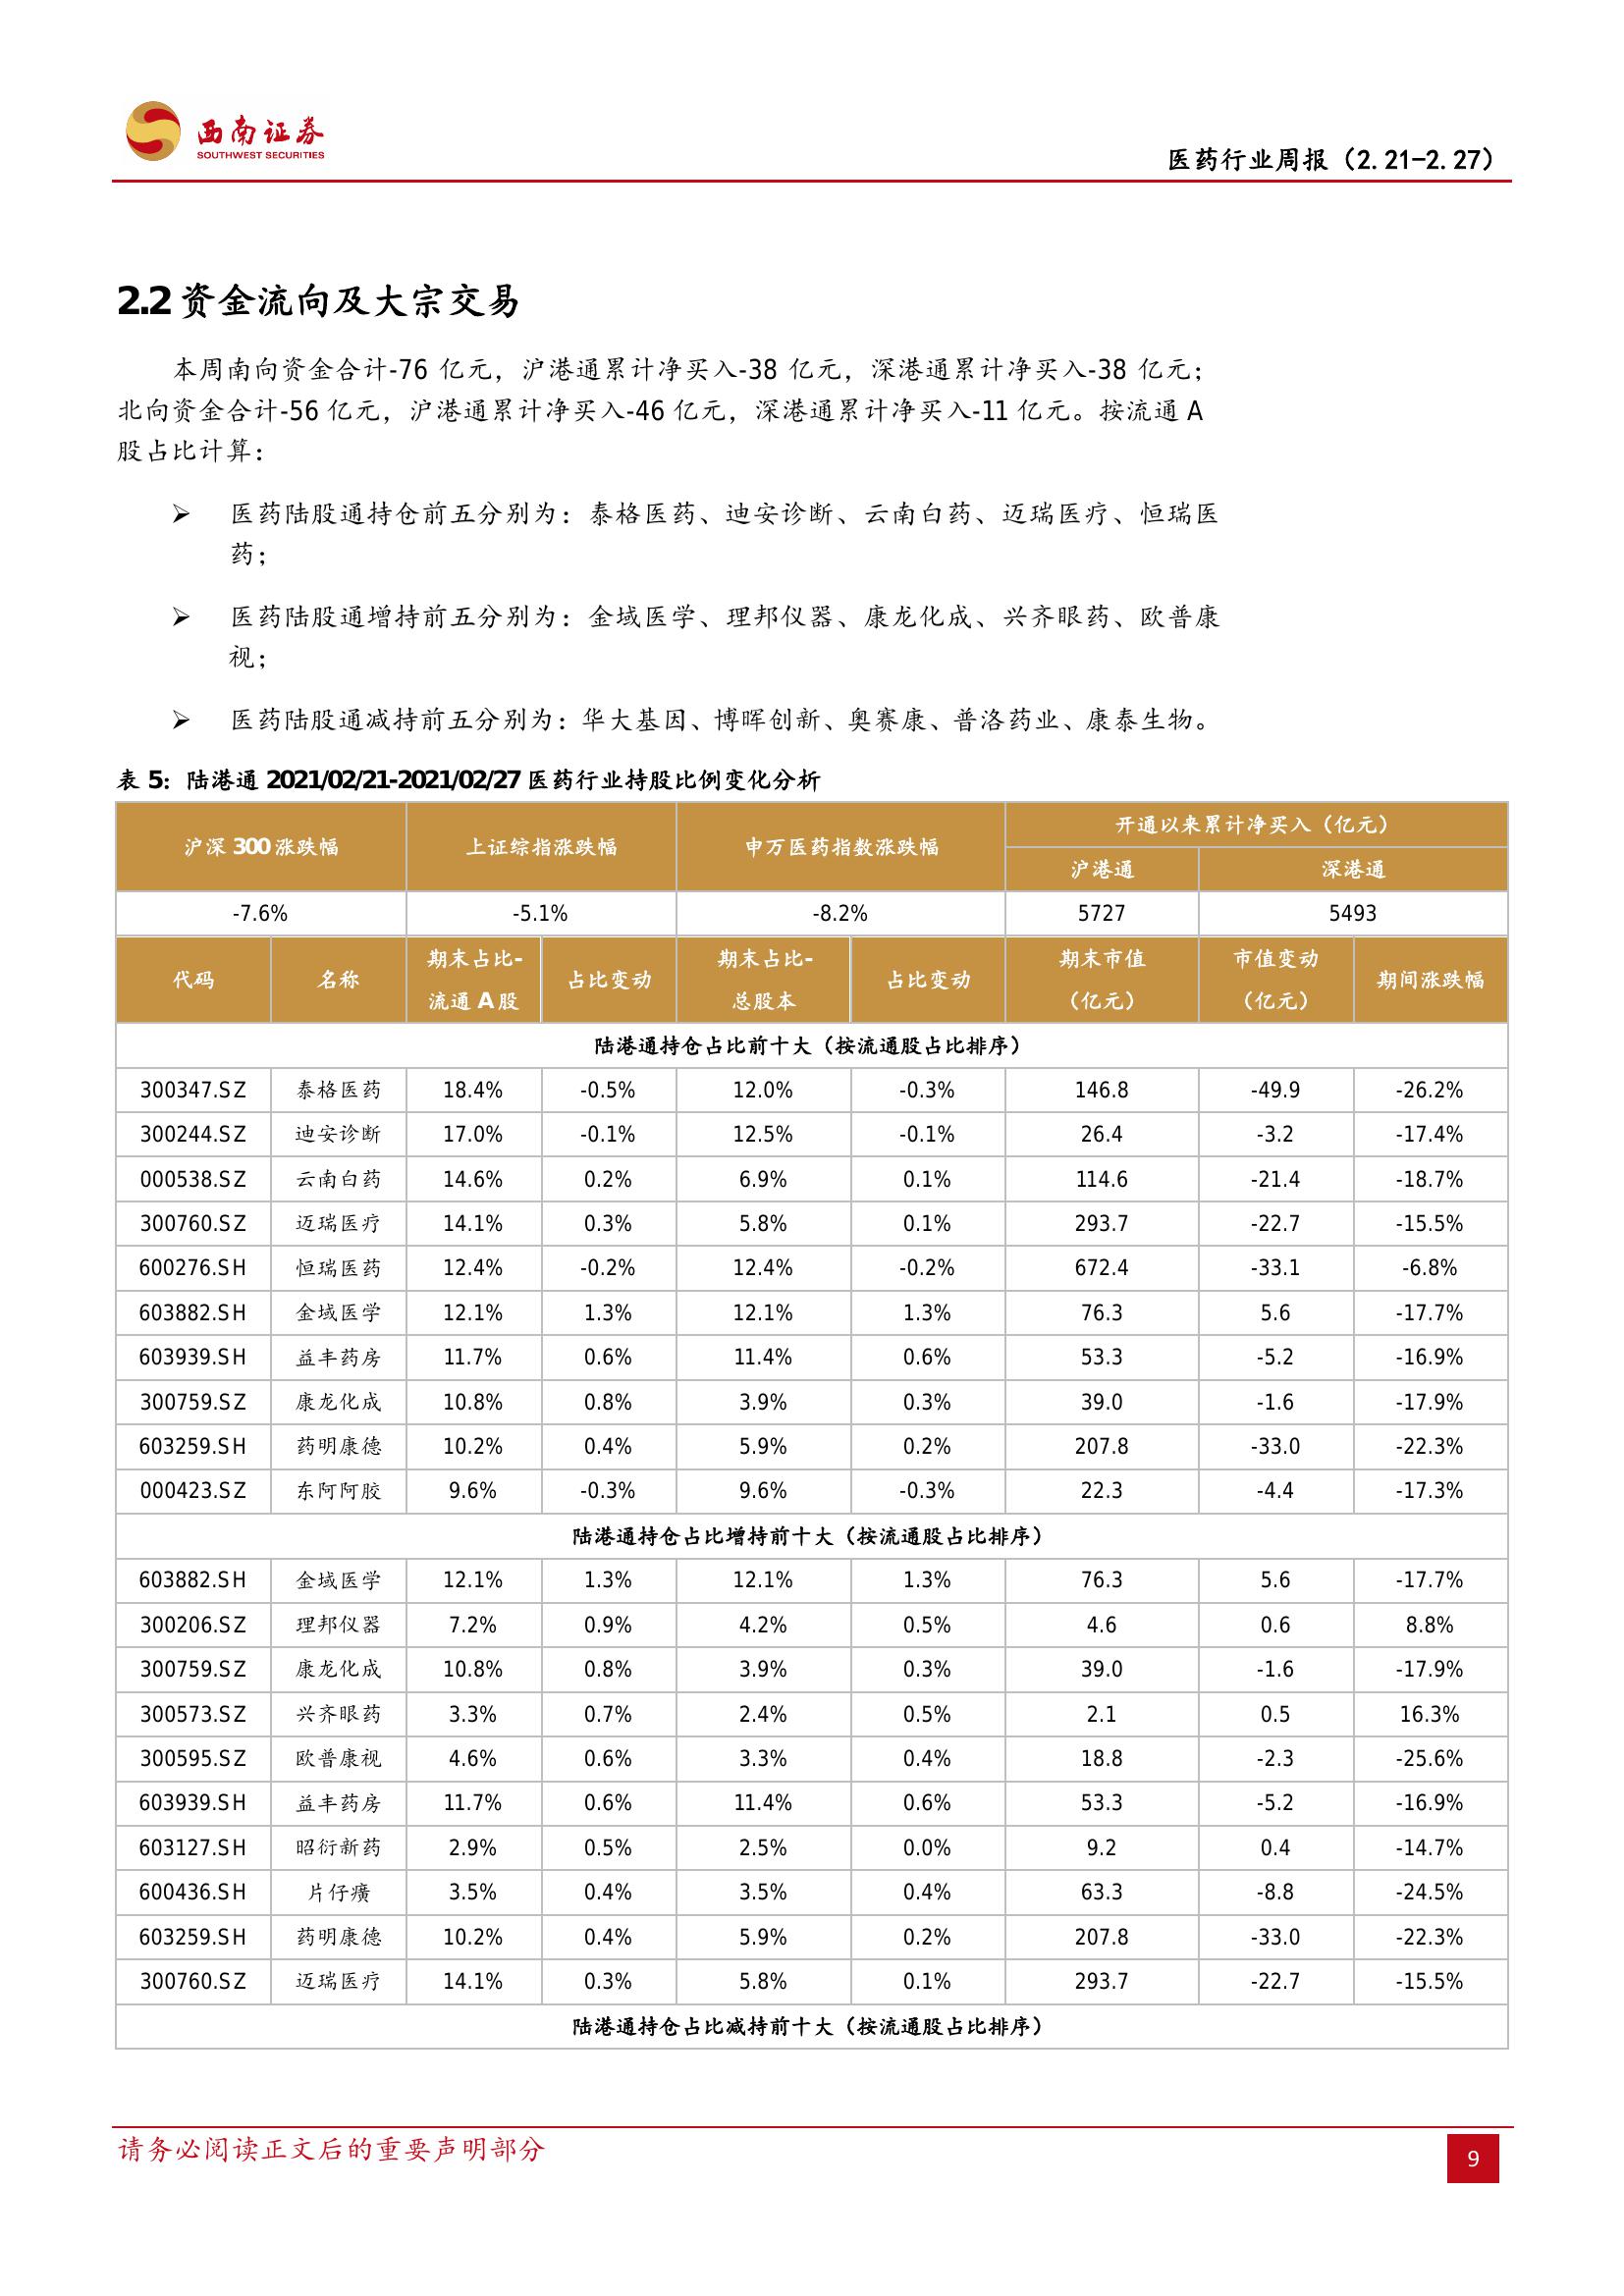 西南证券
SOUTHWEST SECURITIES
医药行业周报（2.21-2.27）
2.2 资金流向及大宗交易
本周南向资金合计-76 亿元，沪港通累计净买入-38 亿元，深港通累计净买入-38 亿元；
北向资金合计-56 亿元，沪港通累计净买入-46 亿元，深港通累计净买入-11 亿元。按流通 A
股占比计算：
➢ 医药陆股通持仓前五分别为：泰格医药、迪安诊断、云南白药、迈瑞医疗、恒瑞医
药；
➢ 医药陆股通增持前五分别为：金域医学、理邦仪器、康龙化成、兴齐眼药、欧普康
视；
➢ 医药陆股通减持前五分别为：华大基因、博晖创新、奥赛康、普洛药业、康泰生物。
表 5：陆港通 2021/02/21-2021/02/27 医药行业持股比例变化分析
沪深 300 涨跌幅 上证综指涨跌幅 申万医药指数涨跌幅 开通以来累计净买入（亿元）
沪港通 深港通
-7.6% -5.1% -8.2% 5727 5493
代码 名称 期末占比-流通 A 股 占比变动 期末占比-总股本 占比变动 期末市值（亿元） 市值变动（亿元） 期间涨跌幅
陆港通持仓占比前十大（按流通股占比排序）
300347.SZ 泰格医药 18.4% -0.5% 12.0% -0.3% 146.8 -49.9 -26.2%
300244.SZ 迪安诊断 17.0% -0.1% 12.5% -0.1% 26.4 -3.2 -17.4%
000538.SZ 云南白药 14.6% 0.2% 6.9% 0.1% 114.6 -21.4 -18.7%
300760.SZ 迈瑞医疗 14.1% 0.3% 5.8% 0.1% 293.7 -22.7 -15.5%
600276.SH 恒瑞医药 12.4% -0.2% 12.4% -0.2% 672.4 -33.1 -6.8%
603882.SH 金域医学 12.1% 1.3% 12.1% 1.3% 76.3 5.6 -17.7%
603939.SH 益丰药房 11.7% 0.6% 11.4% 0.6% 53.3 -5.2 -16.9%
300759.SZ 康龙化成 10.8% 0.8% 3.9% 0.3% 39.0 -1.6 -17.9%
603259.SH 药明康德 10.2% 0.4% 5.9% 0.2% 207.8 -33.0 -22.3%
000423.SZ 东阿阿胶 9.6% -0.3% 9.6% -0.3% 22.3 -4.4 -17.3%
陆港通持仓占比增持前十大（按流通股占比排序）
603882.SH 金域医学 12.1% 1.3% 12.1% 1.3% 76.3 5.6 -17.7%
300206.SZ 理邦仪器 7.2% 0.9% 4.2% 0.5% 4.6 0.6 8.8%
300759.SZ 康龙化成 10.8% 0.8% 3.9% 0.3% 39.0 -1.6 -17.9%
300573.SZ 兴齐眼药 3.3% 0.7% 2.4% 0.5% 2.1 0.5 16.3%
300595.SZ 欧普康视 4.6% 0.6% 3.3% 0.4% 18.8 -2.3 -25.6%
603939.SH 益丰药房 11.7% 0.6% 11.4% 0.6% 53.3 -5.2 -16.9%
603127.SH 昭衍新药 2.9% 0.5% 2.5% 0.0% 9.2 0.4 -14.7%
600436.SH 片仔癀 3.5% 0.4% 3.5% 0.4% 63.3 -8.8 -24.5%
603259.SH 药明康德 10.2% 0.4% 5.9% 0.2% 207.8 -33.0 -22.3%
300760.SZ 迈瑞医疗 14.1% 0.3% 5.8% 0.1% 293.7 -22.7 -15.5%
陆港通持仓占比减持前十大（按流通股占比排序）
请务必阅读正文后的重要声明部分
9